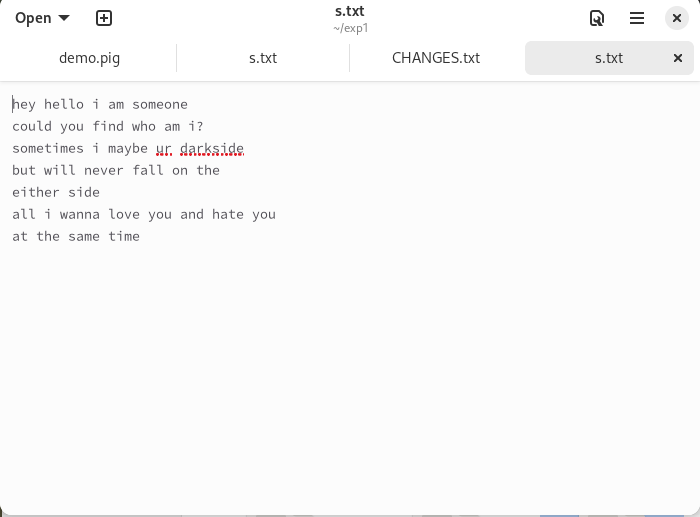 Open
s.txt
~/exp1
demo.pig
s.txt
CHANGES.txt
s.txt
hey hello i am someone
could you find who am i?
sometimes i maybe ur darkside
but will never fall on the
either side
all i wanna love you and hate you
at the same time